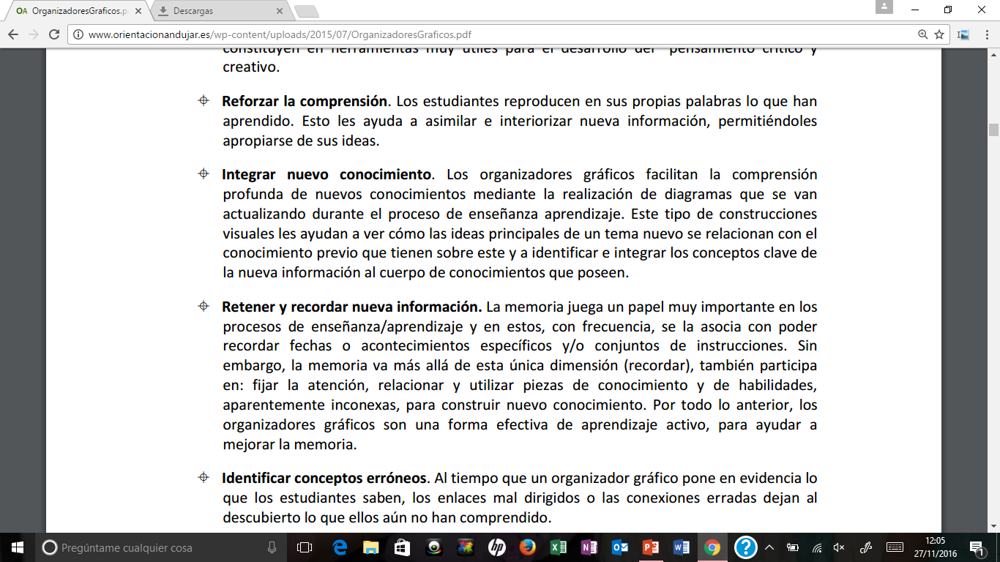 OrganizadoresGraficos.p
Descargas
www.orientacionandujar.es/wp-content/uploads/2015/07/OrganizadoresGraficos.pdf
constituyen en herramientas muy útiles para el desarrollo del pensamiento crítico y
creativo.
Reforzar la comprensión. Los estudiantes reproducen en sus propias palabras lo que han
aprendido. Esto les ayuda a asimilar e interiorizar nueva información, permitiéndoles
apropiarse de sus ideas.
Integrar nuevo conocimiento. Los organizadores gráficos facilitan la comprensión
profunda de nuevos conocimientos mediante la realización de diagramas que se van
actualizando durante el proceso de enseñanza aprendizaje. Este tipo de construcciones
visuales les ayudan a ver cómo las ideas principales de un tema nuevo se relacionan con el
conocimiento previo que tienen sobre este y a identificar e integrar los conceptos clave de
la nueva información al cuerpo de conocimientos que poseen.
Retener y recordar nueva información. La memoria juega un papel muy importante en los
procesos de enseñanza/aprendizaje y en estos, con frecuencia, se la asocia con poder
recordar fechas o acontecimientos específicos y/o conjuntos de instrucciones. Sin
embargo, la memoria va más allá de esta única dimensión (recordar), también participa
en: fijar la atención, relacionar y utilizar piezas de conocimiento y de habilidades,
aparentemente inconexas, para construir nuevo conocimiento. Por todo lo anterior, los
organizadores gráficos son una forma efectiva de aprendizaje activo, para ayudar a
mejorar la memoria.
Identificar conceptos erróneos. Al tiempo que un organizador gráfico pone en evidencia lo
que los estudiantes saben, los enlaces mal dirigidos o las conexiones erradas dejan al
descubierto lo que ellos aún no han comprendido.
Pregúntame cualquier cosa
12:05
27/11/2016